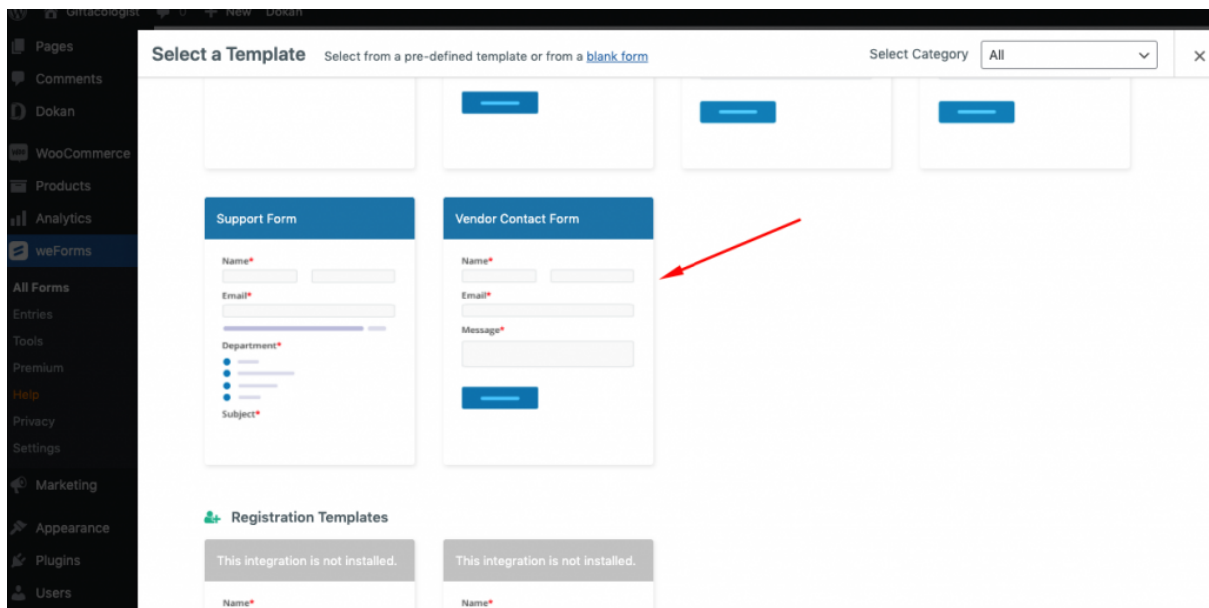 Giftacologist 0 + New Dokan
Pages
Comments
Dokan
WooCommerce
Products
Analytics
weForms
All Forms
Entries
Tools
Premium
Help
Privacy
Settings
Marketing
Appearance
Plugins
Users
Select a Template Select from a pre-defined template or from a blank form
Select Category All
Support Form
Name*
Email*
Department*
Subject*
Vendor Contact Form
Name*
Email*
Message*
Registration Templates
This integration is not installed.
Name*
This integration is not installed.
Name*